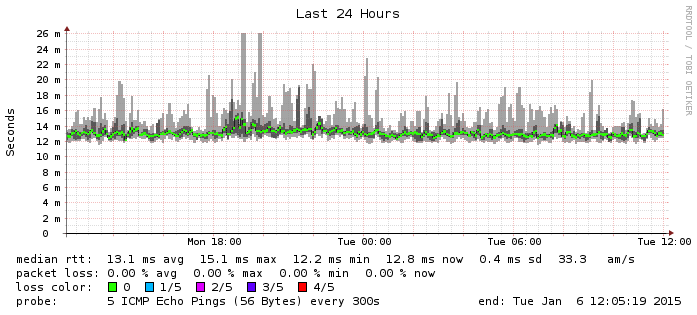 Last 24 Hours
RRDTOOL / TOBI OETIKER
Seconds
26 m
24 m
22 m
20 m
18 m
16 m
14 m
12 m
10 m
8 m
6 m
4 m
2 m
0
Mon 18:00 Tue 00:00 Tue 06:00 Tue 12:00
median rtt: 13.1 ms avg 15.1 ms max 12.2 ms min 12.8 ms now 0.4 ms sd 33.3 am/s
packet loss: 0.00 % avg 0.00 % max 0.00 % min 0.00 % now
loss color: 0 1/5 2/5 3/5 4/5
probe: 5 ICMP Echo Pings (56 Bytes) every 300s end: Tue Jan 6 12:05:19 2015